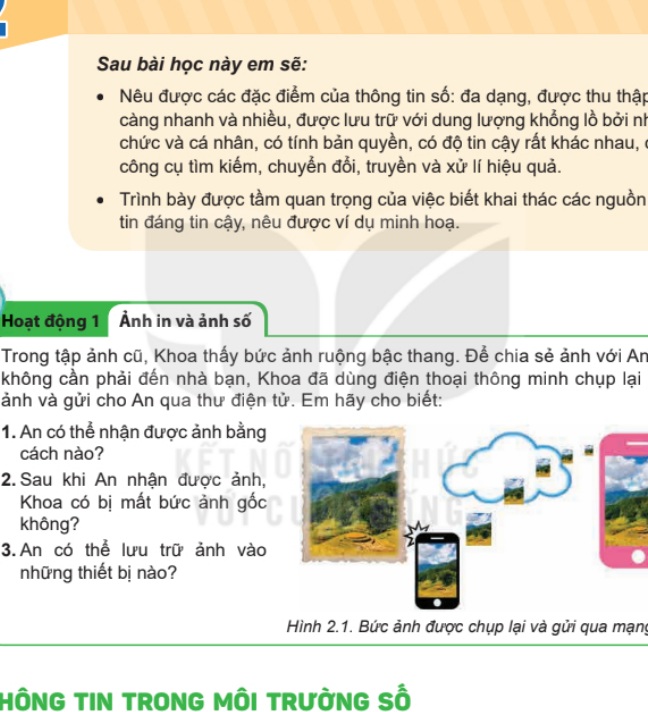 2
Sau bài học này em sẽ:
• Nêu được các đặc điểm của thông tin số: đa dạng, được thu thập
càng nhanh và nhiều, được lưu trữ với dung lượng khổng lồ bởi nh
chức và cá nhân, có tính bản quyền, có độ tin cậy rất khác nhau,
công cụ tìm kiếm, chuyển đổi, truyền và xử lí hiệu quả.
• Trình bày được tầm quan trọng của việc biết khai thác các nguồn
tin đáng tin cậy, nêu được ví dụ minh hoạ.
Hoạt động 1 Ảnh in và ảnh số
Trong tập ảnh cũ, Khoa thấy bức ảnh ruộng bậc thang. Để chia sẻ ảnh với An
không cần phải đến nhà bạn, Khoa đã dùng điện thoại thông minh chụp lại
ảnh và gửi cho An qua thư điện tử. Em hãy cho biết:
1. An có thể nhận được ảnh bằng
cách nào?
2. Sau khi An nhận được ảnh,
Khoa có bị mất bức ảnh gốc
không?
3. An có thể lưu trữ ảnh vào
những thiết bị nào?
KẾT NỐI TRI THỨC
VỚI CUỘC SỐNG
Hình 2.1. Bức ảnh được chụp lại và gửi qua mạng
HÔNG TIN TRONG MÔI TRƯỜNG SỐ